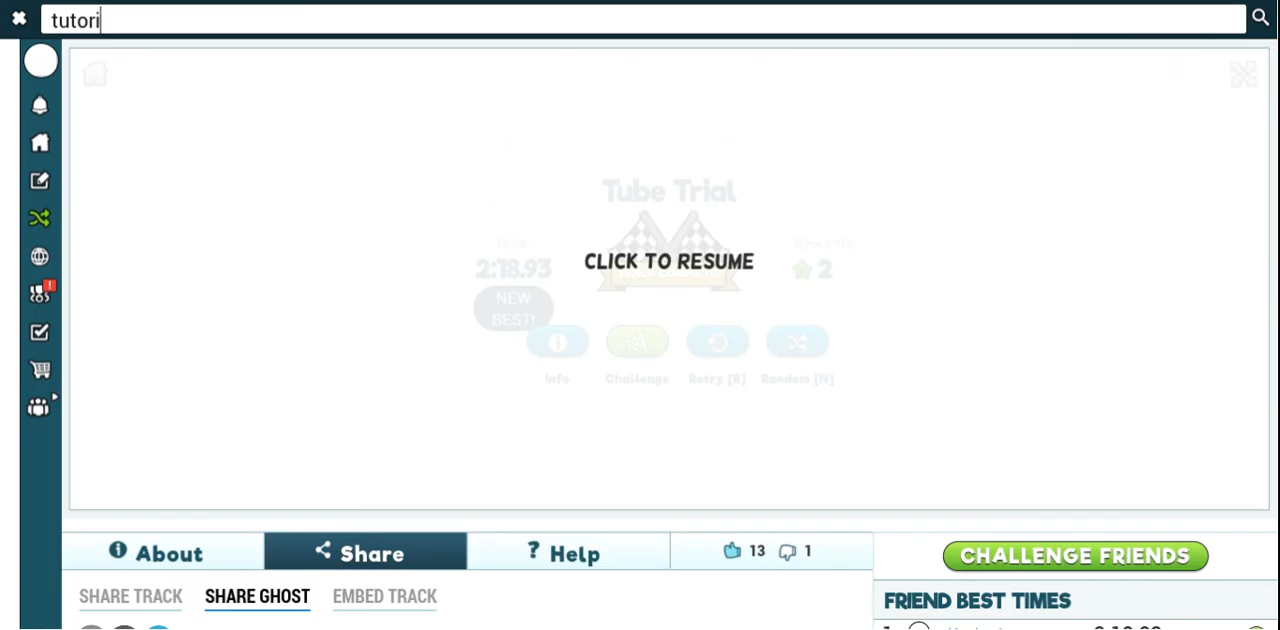 tutori
Tube Trial
Time:
2:18.93
NEW
BEST!
CLICK TO RESUME
Rewards:
2
Info
Challenge
Retry [R]
Random [N]
About
Share
Help
13
1
CHALLENGE FRIENDS
SHARE TRACK
SHARE GHOST
EMBED TRACK
FRIEND BEST TIMES